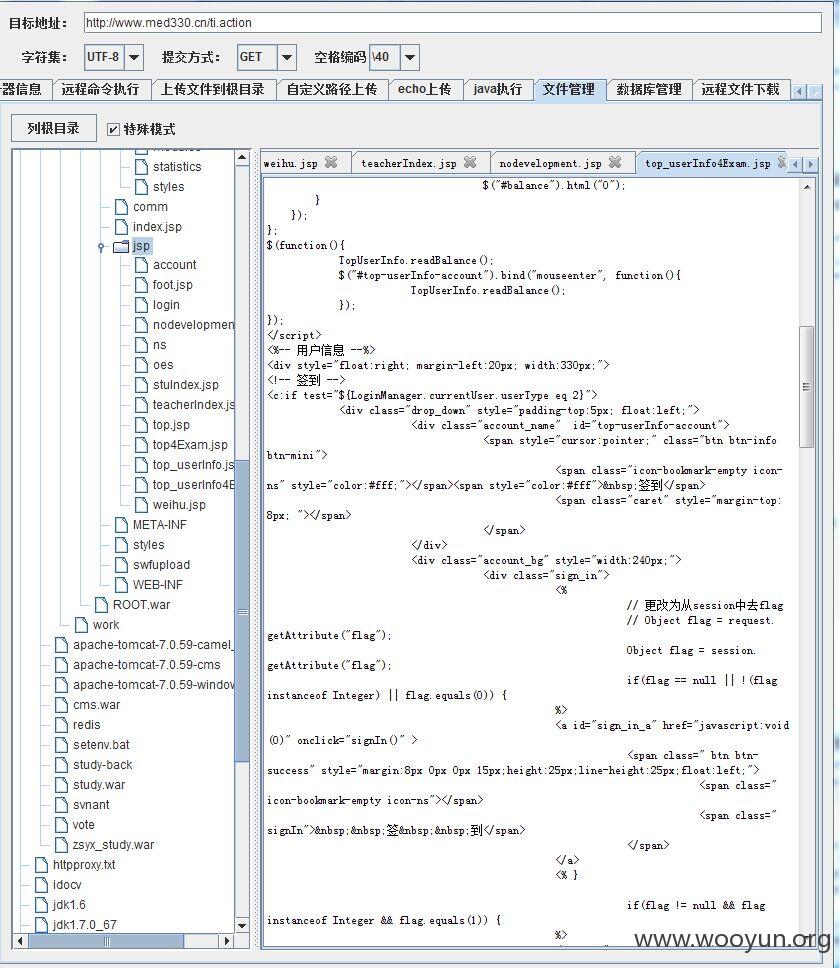 目标地址： http://www.med330.cn/ti.action
字符集： UTF-8 提交方式： GET 空格编码 \40
器信息 远程命令执行 上传文件到根目录 自定义路径上传 echo上传 java执行 文件管理 数据库管理 远程文件下载
列根目录 特殊模式
statistics
styles
comm
index.jsp
jsp
account
foot.jsp
login
nodevelopmen
ns
oes
stuIndex.jsp
teacherIndex.js
top.jsp
top4Exam.jsp
top_userInfo.js
top_userInfo4E
weihu.jsp
META-INF
styles
swfupload
WEB-INF
ROOT.war
work
apache-tomcat-7.0.59-camel_
apache-tomcat-7.0.59-cms
apache-tomcat-7.0.59-window
cms.war
redis
setenv.bat
study-back
study.war
svnant
vote
zsyx_study.war
httpproxy.txt
idocv
jdk1.6
jdk1.7.0_67
weihu.jsp teacherIndex.jsp nodevelopment.jsp top_userInfo4Exam.jsp
$("#balance").html("0");
}
});
};
$(function(){
TopUserInfo.readBalance();
$("#top-userInfo-account").bind("mouseenter", function(){
TopUserInfo.readBalance();
});
});
</script>
<%-- 用户信息 --%>
<div style="float:right; margin-left:20px; width:330px;">
<!-- 签到 -->
<c:if test="${LoginManager.currentUser.userType eq 2}">
<div class="drop_down" style="padding-top:5px; float:left;">
<div class="account_name"  id="top-userInfo-account">
<span style="cursor:pointer;" class="btn btn-info
btn-mini">
<span class="icon-bookmark-empty icon-
ns" style="color:#fff;"></span><span style="color:#fff">&nbsp;签到</span>
<span class="caret" style="margin-top:
8px; "></span>
</span>
</div>
<div class="account_bg" style="width:240px;">
<div class="sign_in">
<%
// 更改为从session中去flag
// Object flag = request.
getAttribute("flag");
Object flag = session.
getAttribute("flag");
if(flag == null || !(flag
instanceof Integer) || flag.equals(0)) {
%>
<a id="sign_in_a" href="javascript:void
(0)" onclick="signIn()" >
<span class=" btn btn-
success" style="margin:8px 0px 0px 15px;height:25px;line-height:25px;float:left;">
<span class="
icon-bookmark-empty icon-ns"></span>
<span class="
signIn">&nbsp;&nbsp;签&nbsp;&nbsp;到</span>
</span>
</a>
<% }
if(flag != null && flag
instanceof Integer && flag.equals(1)) {
%>
www.wooyun.org